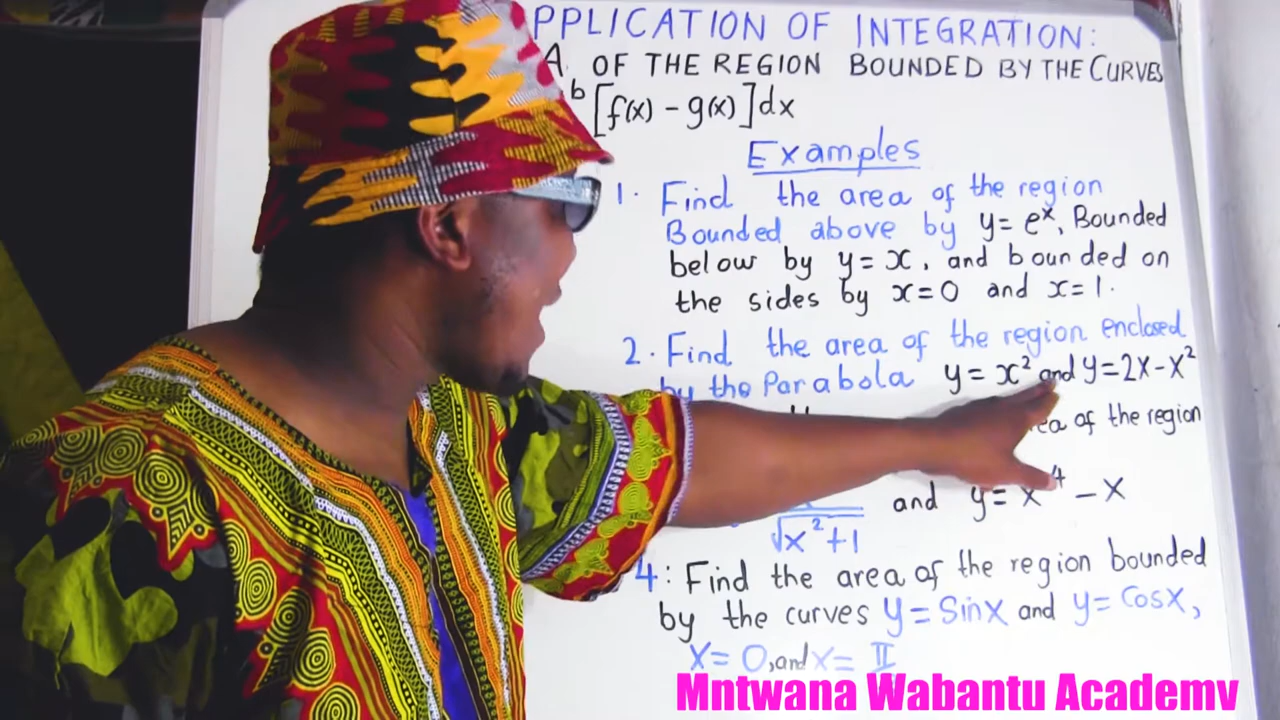 PPLICATION OF INTEGRATION:
A. OF THE REGION BOUNDED BY THE CURVES
b [f(x) - g(x)]dx
Examples
1. Find the area of the region
Bounded above by y= eˣ, Bounded
below by y= x, and bounded on
the sides by x=0 and x=1.
2. Find the area of the region enclosed
by the Parabola y= x² and y=2x-x²
of the region
and y= x⁴ - x
√x²+1
4: Find the area of the region bounded
by the curves y= Sinx and y= Cosx,
x= 0, and x= II
Mntwana Wabantu Academy